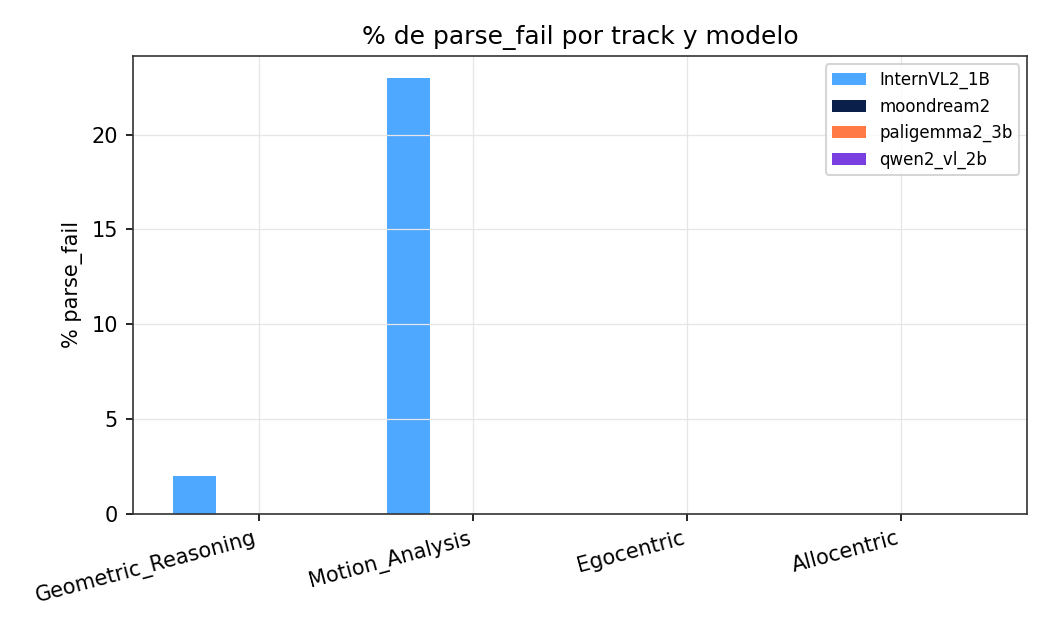 % de parse_fail por track y modelo
InternVL2_1B
moondream2
paligemma2_3b
qwen2_vl_2b
% parse_fail
20
15
10
5
0
Geometric_Reasoning
Motion_Analysis
Egocentric
Allocentric